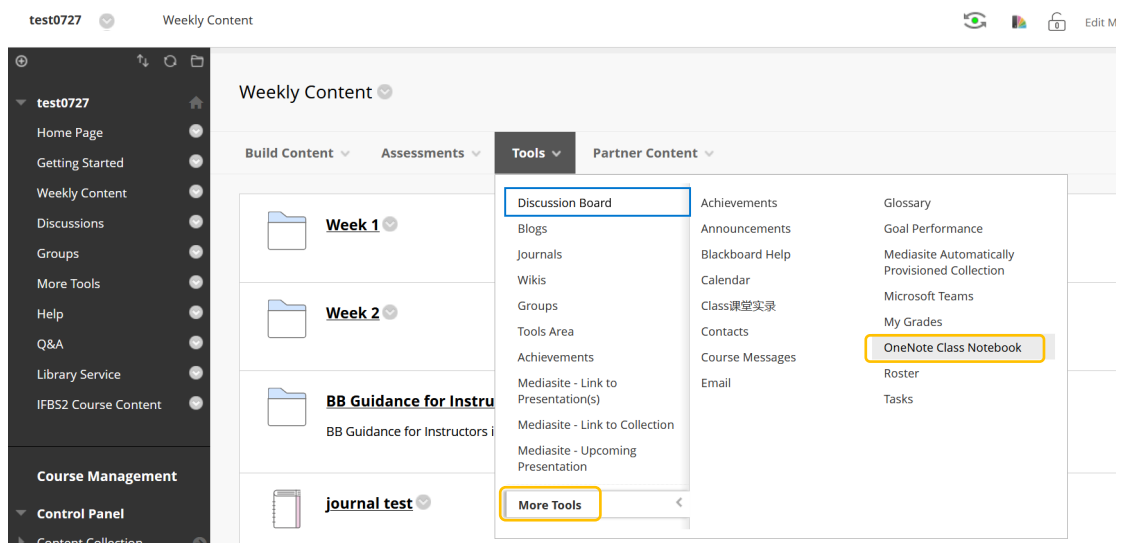 test0727
Weekly Content
0
Edit M
test0727
Home Page
Getting Started
Weekly Content
Discussions
Groups
More Tools
Help
Q&A
Library Service
IFBS2 Course Content
Course Management
Control Panel
Content Collection
Weekly Content
Build Content
Assessments
Tools
Partner Content
Week 1
Week 2
BB Guidance for Instru
BB Guidance for Instructors i
journal test
Discussion Board
Blogs
Journals
Wikis
Groups
Tools Area
Achievements
Mediasite - Link to
Presentation(s)
Mediasite - Link to Collection
Mediasite - Upcoming
Presentation
More Tools
Achievements
Announcements
Blackboard Help
Calendar
Class课堂实录
Contacts
Course Messages
Email
Glossary
Goal Performance
Mediasite Automatically
Provisioned Collection
Microsoft Teams
My Grades
OneNote Class Notebook
Roster
Tasks